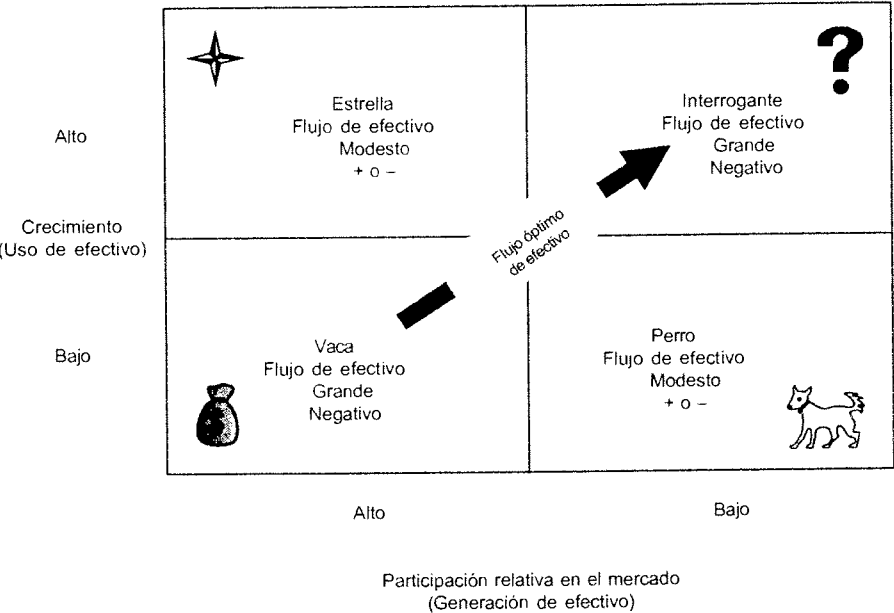 Estrella
Flujo de efectivo
Modesto
+ o –
?
Interrogante
Flujo de efectivo
Grande
Negativo
Alto
Crecimiento
(Uso de efectivo)
Flujo óptimo
de efectivo
Bajo
Vaca
Flujo de efectivo
Grande
Negativo
Perro
Flujo de efectivo
Modesto
+ o –
Alto
Bajo
Participación relativa en el mercado
(Generación de efectivo)